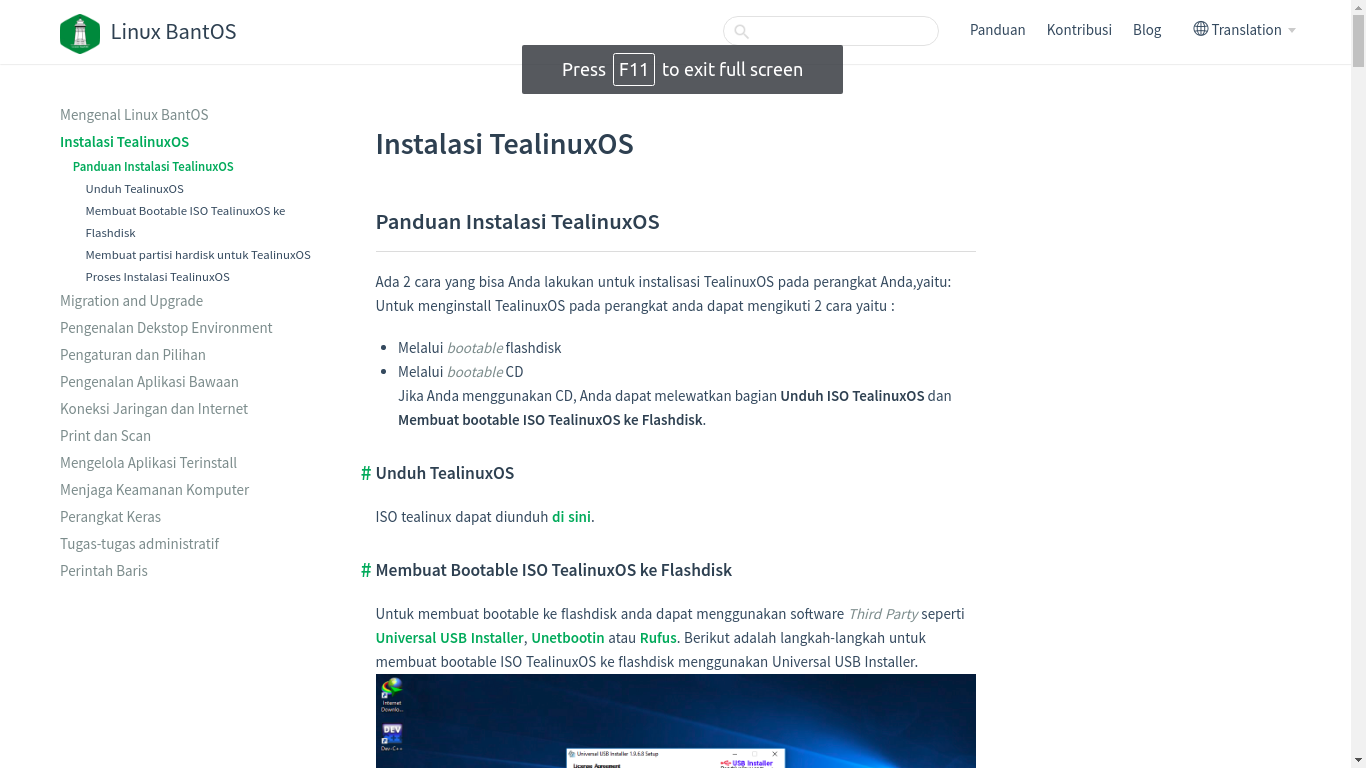 Linux BantOS
Panduan
Kontribusi
Blog
Translation
Press F11 to exit full screen
Mengenal Linux BantOS
Instalasi TealinuxOS
Panduan Instalasi TealinuxOS
Unduh TealinuxOS
Membuat Bootable ISO TealinuxOS ke
Flashdisk
Membuat partisi hardisk untuk TealinuxOS
Proses Instalasi TealinuxOS
Migration and Upgrade
Pengenalan Dekstop Environment
Pengaturan dan Pilihan
Pengenalan Aplikasi Bawaan
Koneksi Jaringan dan Internet
Print dan Scan
Mengelola Aplikasi Terinstall
Menjaga Keamanan Komputer
Perangkat Keras
Tugas-tugas administratif
Perintah Baris
Instalasi TealinuxOS
Panduan Instalasi TealinuxOS
Ada 2 cara yang bisa Anda lakukan untuk instalisasi TealinuxOS pada perangkat Anda,yaitu:
Untuk menginstall TealinuxOS pada perangkat anda dapat mengikuti 2 cara yaitu :
• Melalui bootable flashdisk
• Melalui bootable CD
Jika Anda menggunakan CD, Anda dapat melewatkan bagian Unduh ISO TealinuxOS dan
Membuat bootable ISO TealinuxOS ke Flashdisk.
# Unduh TealinuxOS
ISO tealinux dapat diunduh di sini.
# Membuat Bootable ISO TealinuxOS ke Flashdisk
Untuk membuat bootable ke flashdisk anda dapat menggunakan software Third Party seperti
Universal USB Installer, Unetbootin atau Rufus. Berikut adalah langkah-langkah untuk
membuat bootable ISO TealinuxOS ke flashdisk menggunakan Universal USB Installer.
Internet
Downlo...
DEV
Dev-C++
Universal USB Installer 1.9.6.8 Setup
License Agreement
USB Installer